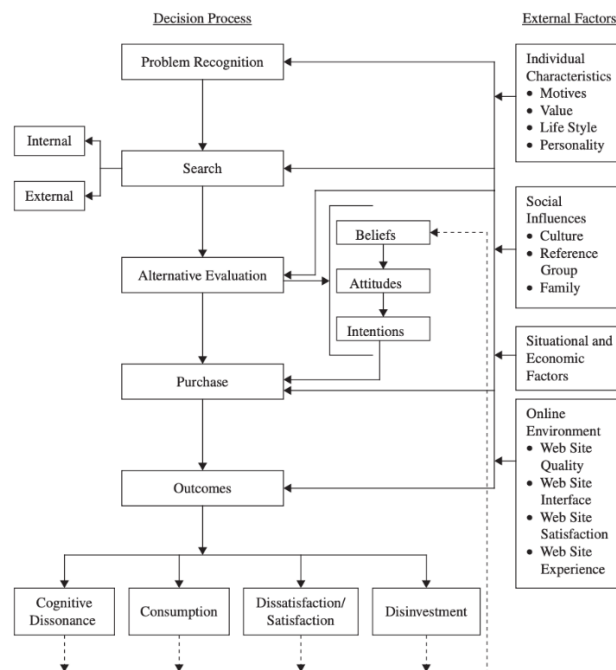 Decision Process
External Factors
Problem Recognition
Individual
Characteristics
• Motives
• Value
• Life Style
• Personality
Internal
Search
External
Social
Influences
• Culture
• Reference
Group
• Family
Beliefs
Alternative Evaluation
Attitudes
Intentions
Situational and
Economic
Factors
Purchase
Online
Environment
• Web Site
Quality
• Web Site
Interface
• Web Site
Satisfaction
• Web Site
Experience
Outcomes
Cognitive
Dissonance
Consumption
Dissatisfaction/
Satisfaction
Disinvestment